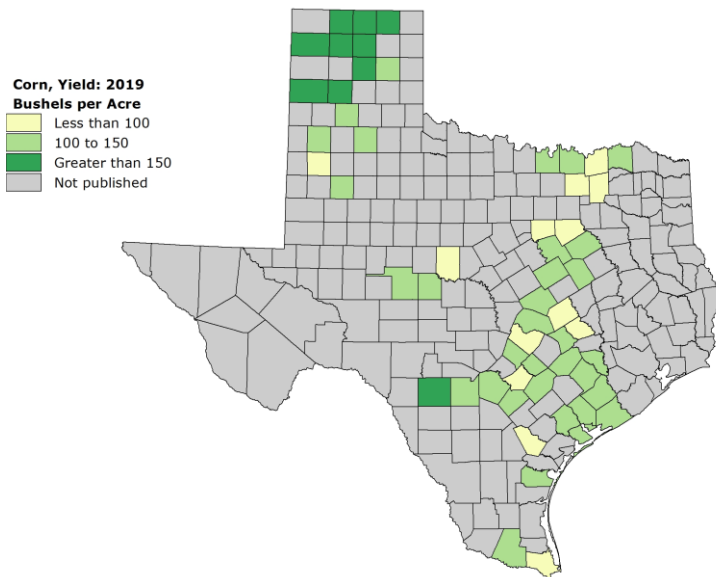 Corn, Yield: 2019
Bushels per Acre
Less than 100
100 to 150
Greater than 150
Not published